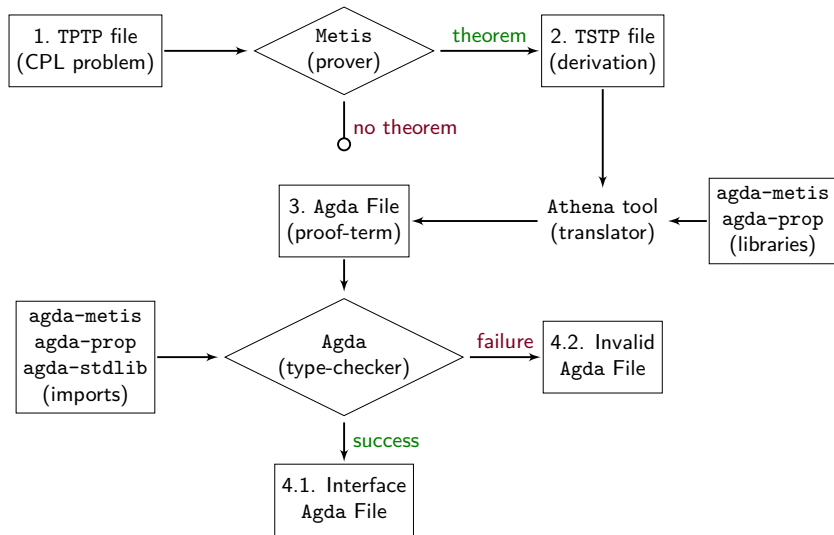 1. TPTP file
(CPL problem)
Metis
(prover)
theorem
2. TSTP file
(derivation)
no theorem
3. Agda File
(proof-term)
Athena tool
(translator)
agda-metis
agda-prop
(libraries)
agda-metis
agda-prop
agda-stdlib
(imports)
Agda
(type-checker)
failure
4.2. Invalid
Agda File
success
4.1. Interface
Agda File